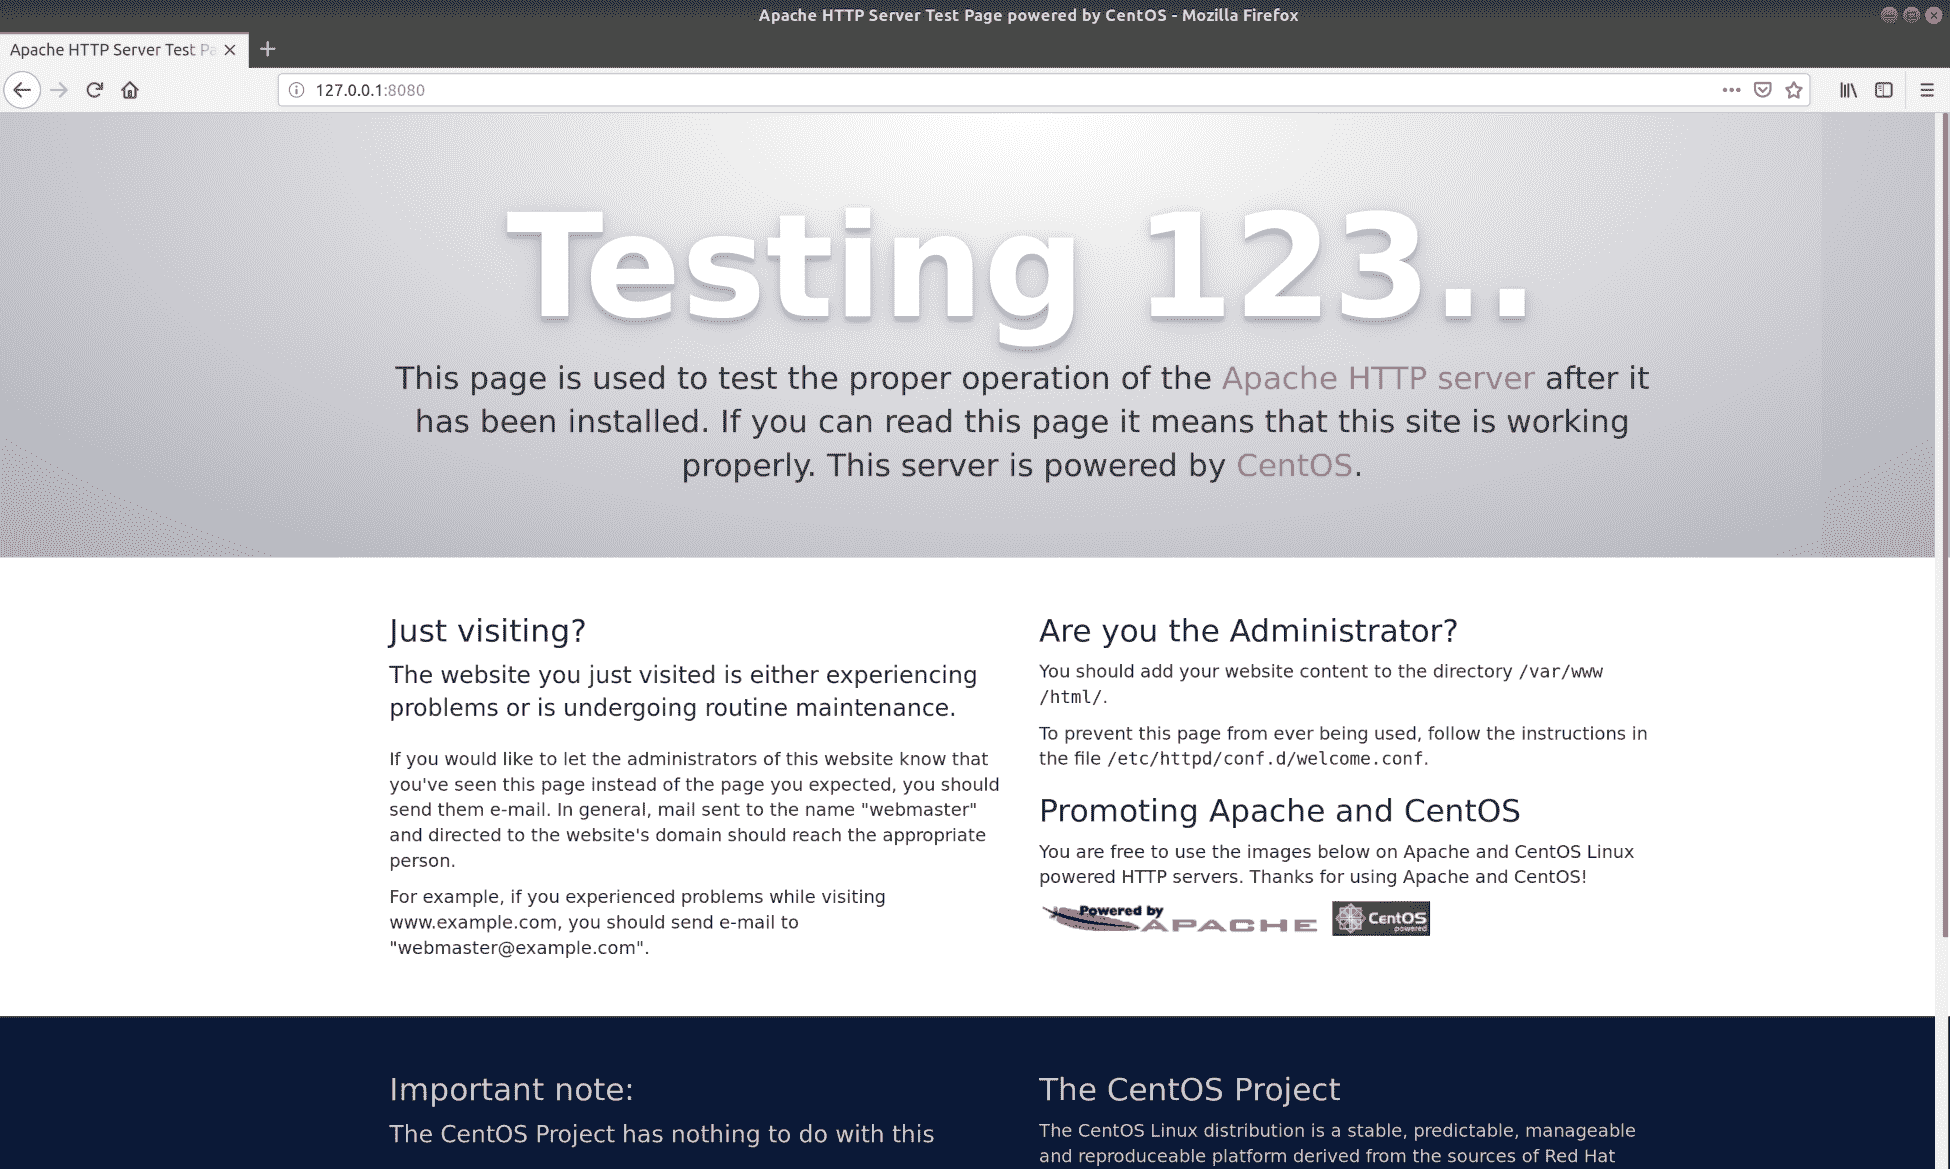 Apache HTTP Server Test Page powered by CentOS - Mozilla Firefox
Apache HTTP Server Test Pa
127.0.0.1:8080
Testing 123..
This page is used to test the proper operation of the Apache HTTP server after it
has been installed. If you can read this page it means that this site is working
properly. This server is powered by CentOS.
Just visiting?
The website you just visited is either experiencing
problems or is undergoing routine maintenance.
If you would like to let the administrators of this website know that
you've seen this page instead of the page you expected, you should
send them e-mail. In general, mail sent to the name "webmaster"
and directed to the website's domain should reach the appropriate
person.
For example, if you experienced problems while visiting
www.example.com, you should send e-mail to
"webmaster@example.com".
Are you the Administrator?
You should add your website content to the directory /var/www
/html/.
To prevent this page from ever being used, follow the instructions in
the file /etc/httpd/conf.d/welcome.conf.
Promoting Apache and CentOS
You are free to use the images below on Apache and CentOS Linux
powered HTTP servers. Thanks for using Apache and CentOS!
Powered by
APACHE
CentOS
powered
Important note:
The CentOS Project has nothing to do with this
The CentOS Project
The CentOS Linux distribution is a stable, predictable, manageable
and reproduceable platform derived from the sources of Red Hat